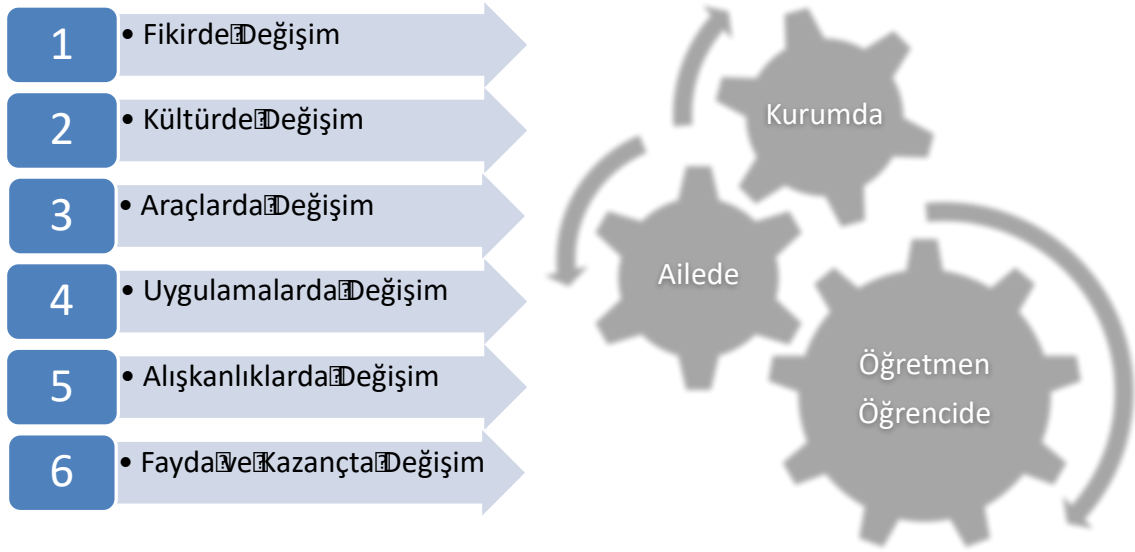 1
• Fikirde Değişim
2
• Kültürde Değişim
3
• Araçlarda Değişim
4
• Uygulamalarda Değişim
5
• Alışkanlıklarda Değişim
6
• Fayda ve Kazançta Değişim
Kurumda
Ailede
Öğretmen
Öğrencide